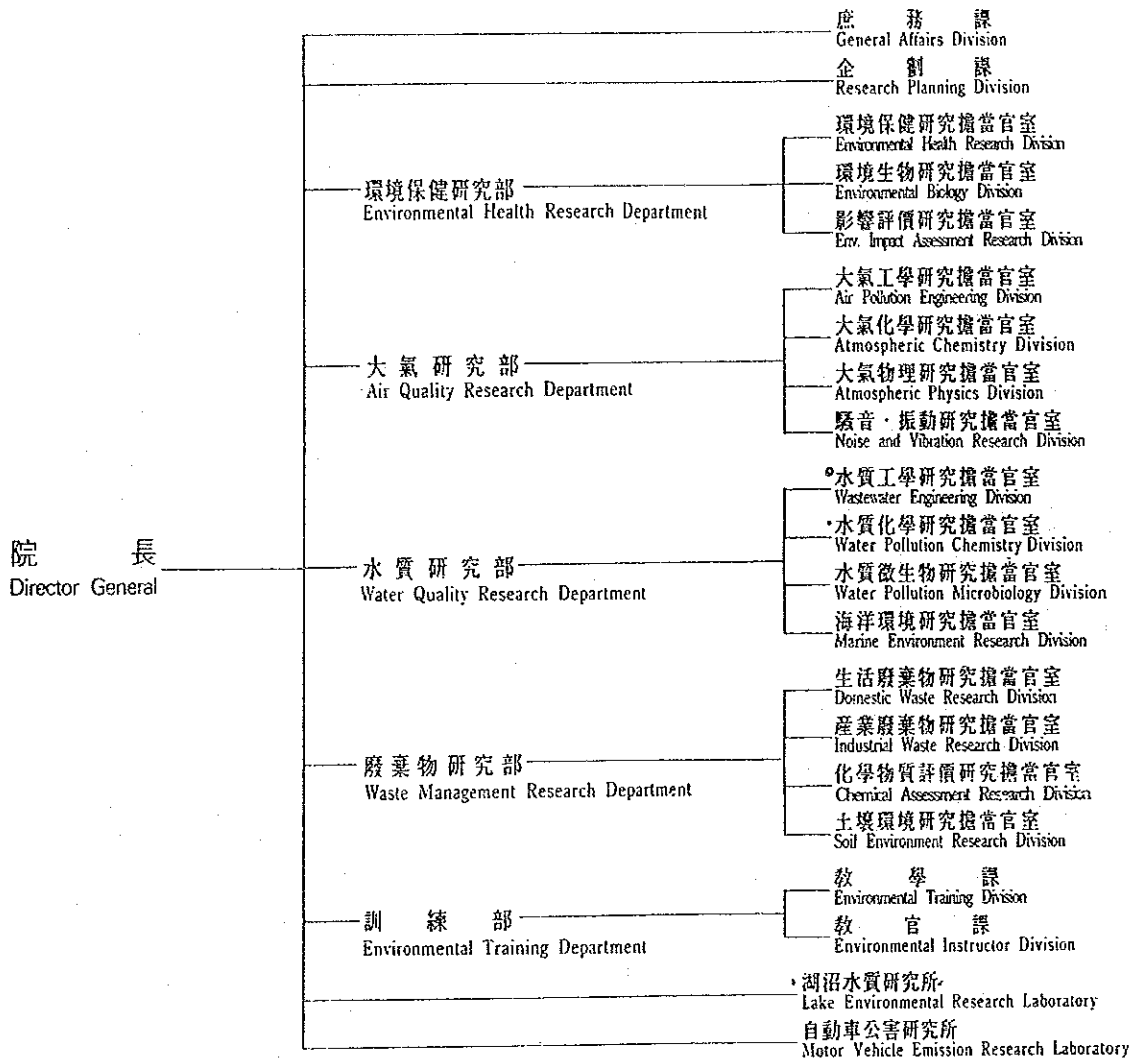 庶務課
General Affairs Division
企劃課
Research Planning Division
環境保健研究擔當官室
Environmental Health Research Division
環境保健研究部
Environmental Health Research Department
環境生物研究擔當官室
Environmental Biology Division
影響評價研究擔當官室
Env. Impact Assessment Research Division
大氣工學研究擔當官室
Air Pollution Engineering Division
大氣化學研究擔當官室
Atmospheric Chemistry Division
大氣研究部
Air Quality Research Department
大氣物理研究擔當官室
Atmospheric Physics Division
騷音·振動研究擔當官室
Noise and Vibration Research Division
水質工學研究擔當官室
Wastewater Engineering Division
水質化學研究擔當官室
Water Pollution Chemistry Division
院長
Director General
水質研究部
Water Quality Research Department
水質微生物研究擔當官室
Water Pollution Microbiology Division
海洋環境研究擔當官室
Marine Environment Research Division
生活廢棄物研究擔當官室
Domestic Waste Research Division
産業廢棄物研究擔當官室
Industrial Waste Research Division
廢棄物研究部
Waste Management Research Department
化學物質評價研究擔當官室
Chemical Assessment Research Division
土壤環境研究擔當官室
Soil Environment Research Division
敎學課
Environmental Training Division
訓練部
Environmental Training Department
敎官課
Environmental Instructor Division
湖沼水質研究所
Lake Environmental Research Laboratory
自動車公害硏究所
Motor Vehicle Emission Research Laboratory